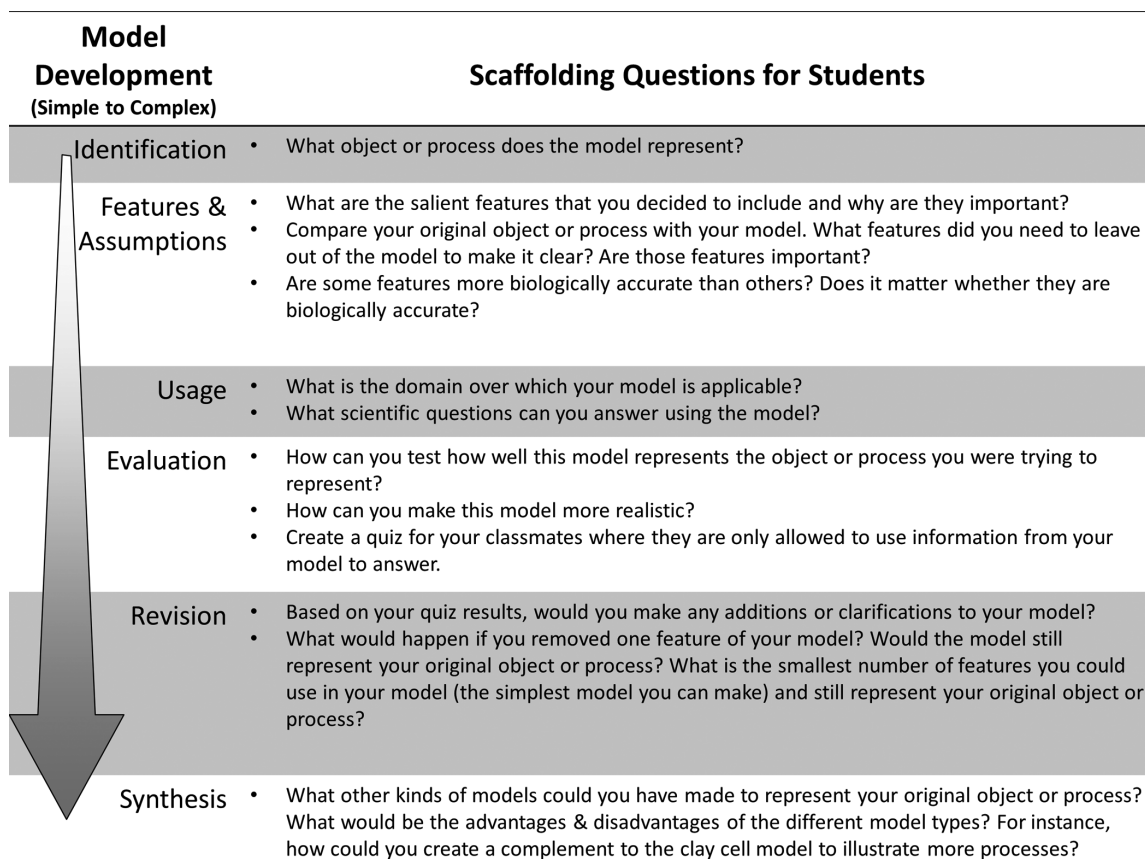 Model
Development
(Simple to Complex)
Scaffolding Questions for Students
Identification
• What object or process does the model represent?
Features &
Assumptions
• What are the salient features that you decided to include and why are they important?
• Compare your original object or process with your model. What features did you need to leave
out of the model to make it clear? Are those features important?
• Are some features more biologically accurate than others? Does it matter whether they are
biologically accurate?
Usage
• What is the domain over which your model is applicable?
• What scientific questions can you answer using the model?
Evaluation
• How can you test how well this model represents the object or process you were trying to
represent?
• How can you make this model more realistic?
• Create a quiz for your classmates where they are only allowed to use information from your
model to answer.
Revision
• Based on your quiz results, would you make any additions or clarifications to your model?
• What would happen if you removed one feature of your model? Would the model still
represent your original object or process? What is the smallest number of features you could
use in your model (the simplest model you can make) and still represent your original object or
process?
Synthesis
• What other kinds of models could you have made to represent your original object or process?
What would be the advantages & disadvantages of the different model types? For instance,
how could you create a complement to the clay cell model to illustrate more processes?